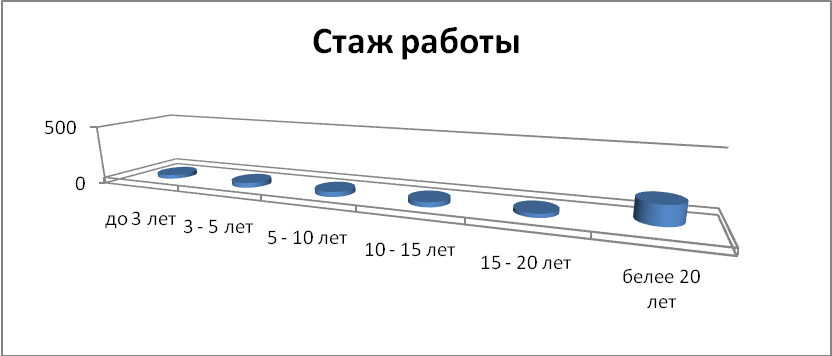 Стаж работы
500
0
до 3 лет
3 - 5 лет
5 - 10 лет
10 - 15 лет
15 - 20 лет
белее 20
лет